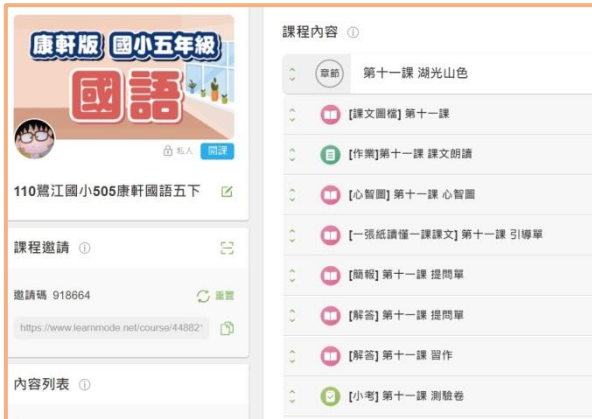 康軒版 國小五年級
國語
私人 開課
110鷺江國小505康軒國語五下
課程邀請
邀請碼 918664 重置
https://www.learnmode.net/course/44882
內容列表
課程內容
章節 第十一課 湖光山色
[課文圖檔] 第十一課
[作業]第十一課 課文朗讀
[心智圖] 第十一課 心智圖
[一張紙讀懂一課課文] 第十一課 引導單
[簡報] 第十一課 提問單
[解答] 第十一課 提問單
[解答] 第十一課 習作
[小考] 第十一課 測驗卷